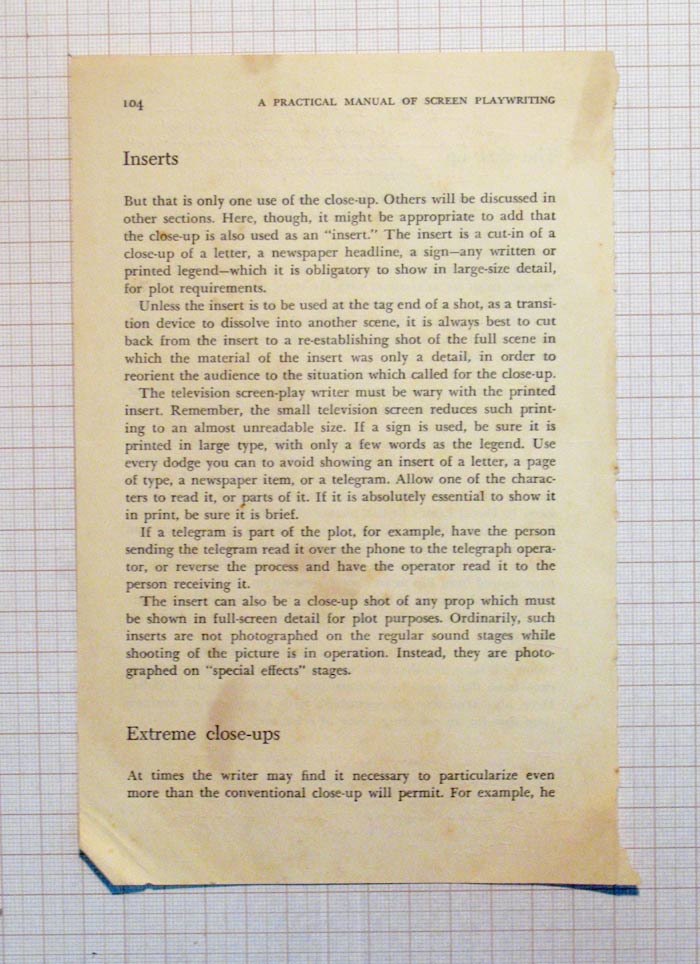 104
A PRACTICAL MANUAL OF SCREEN PLAYWRITING
Inserts
But that is only one use of the close-up. Others will be discussed in
other sections. Here, though, it might be appropriate to add that
the close-up is also used as an “insert.” The insert is a cut-in of a
close-up of a letter, a newspaper headline, a sign—any written or
printed legend—which it is obligatory to show in large-size detail,
for plot requirements.
Unless the insert is to be used at the tag end of a shot, as a transi-
tion device to dissolve into another scene, it is always best to cut
back from the insert to a re-establishing shot of the full scene in
which the material of the insert was only a detail, in order to
reorient the audience to the situation which called for the close-up.
The television screen-play writer must be wary with the printed
insert. Remember, the small television screen reduces such print-
ing to an almost unreadable size. If a sign is used, be sure it is
printed in large type, with only a few words as the legend. Use
every dodge you can to avoid showing an insert of a letter, a page
of type, a newspaper item, or a telegram. Allow one of the charac-
ters to read it, or parts of it. If it is absolutely essential to show it
in print, be sure it is brief.
If a telegram is part of the plot, for example, have the person
sending the telegram read it over the phone to the telegraph opera-
tor, or reverse the process and have the operator read it to the
person receiving it.
The insert can also be a close-up shot of any prop which must
be shown in full-screen detail for plot purposes. Ordinarily, such
inserts are not photographed on the regular sound stages while
shooting of the picture is in operation. Instead, they are photo-
graphed on “special effects” stages.
Extreme close-ups
At times the writer may find it necessary to particularize even
more than the conventional close-up will permit. For example, he